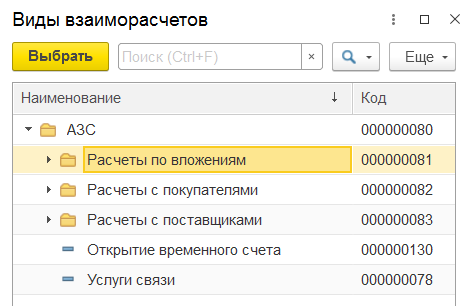 Виды взаиморасчетов
Выбрать Поиск (Ctrl+F) × Еще
Наименование ↓ Код
АЗС 000000080
Расчеты по вложениям 000000081
Расчеты с покупателями 000000082
Расчеты с поставщиками 000000083
Открытие временного счета 000000130
Услуги связи 000000078